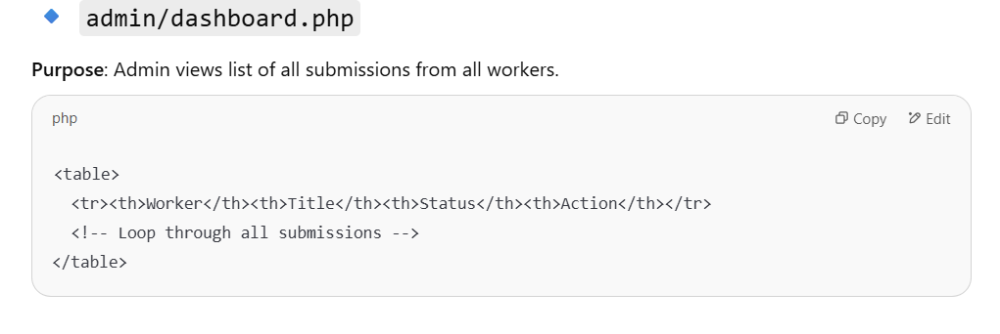 admin/dashboard.php
Purpose: Admin views list of all submissions from all workers.
php Copy Edit
<table>
  <tr><th>Worker</th><th>Title</th><th>Status</th><th>Action</th></tr>
  <!-- Loop through all submissions -->
</table>